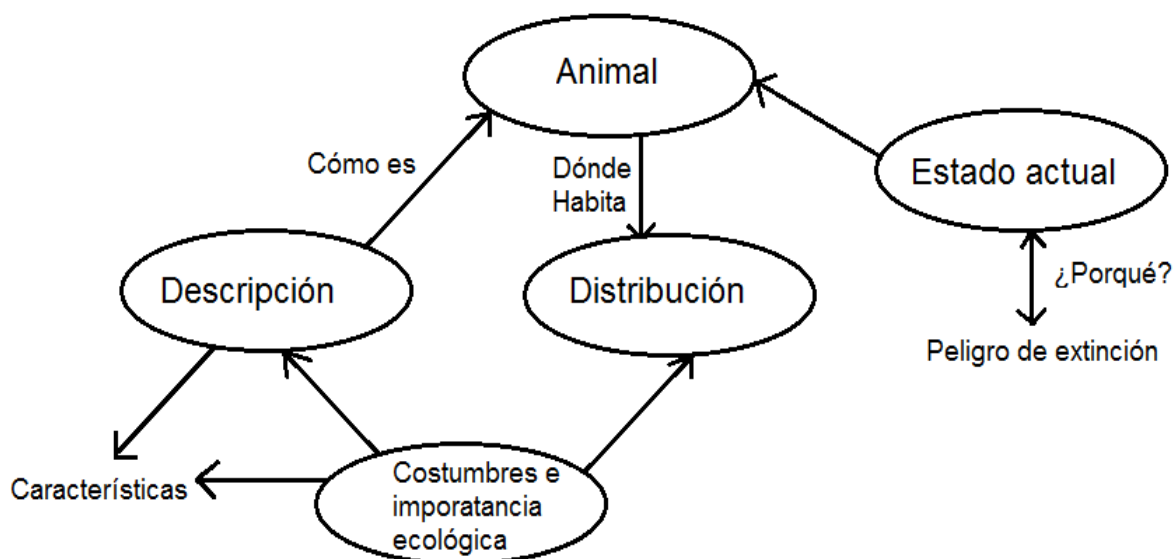 Animal
Cómo es
Dónde
Habita
Estado actual
Descripción
Distribución
¿Porqué?
Peligro de extinción
Características
Costumbres e
imporatancia
ecológica